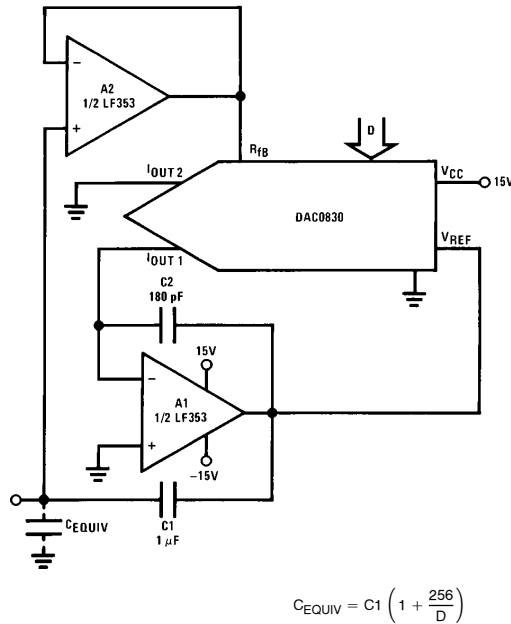 −
A2
1/2 LF353
+
RfB
D
IOUT 2
VCC
15V
DAC0830
VREF
IOUT 1
C2
180 pF
15V
−
A1
1/2 LF353
+
−15V
CEQUIV
C1
1 µF
CEQUIV = C1 (1 + 256/D)